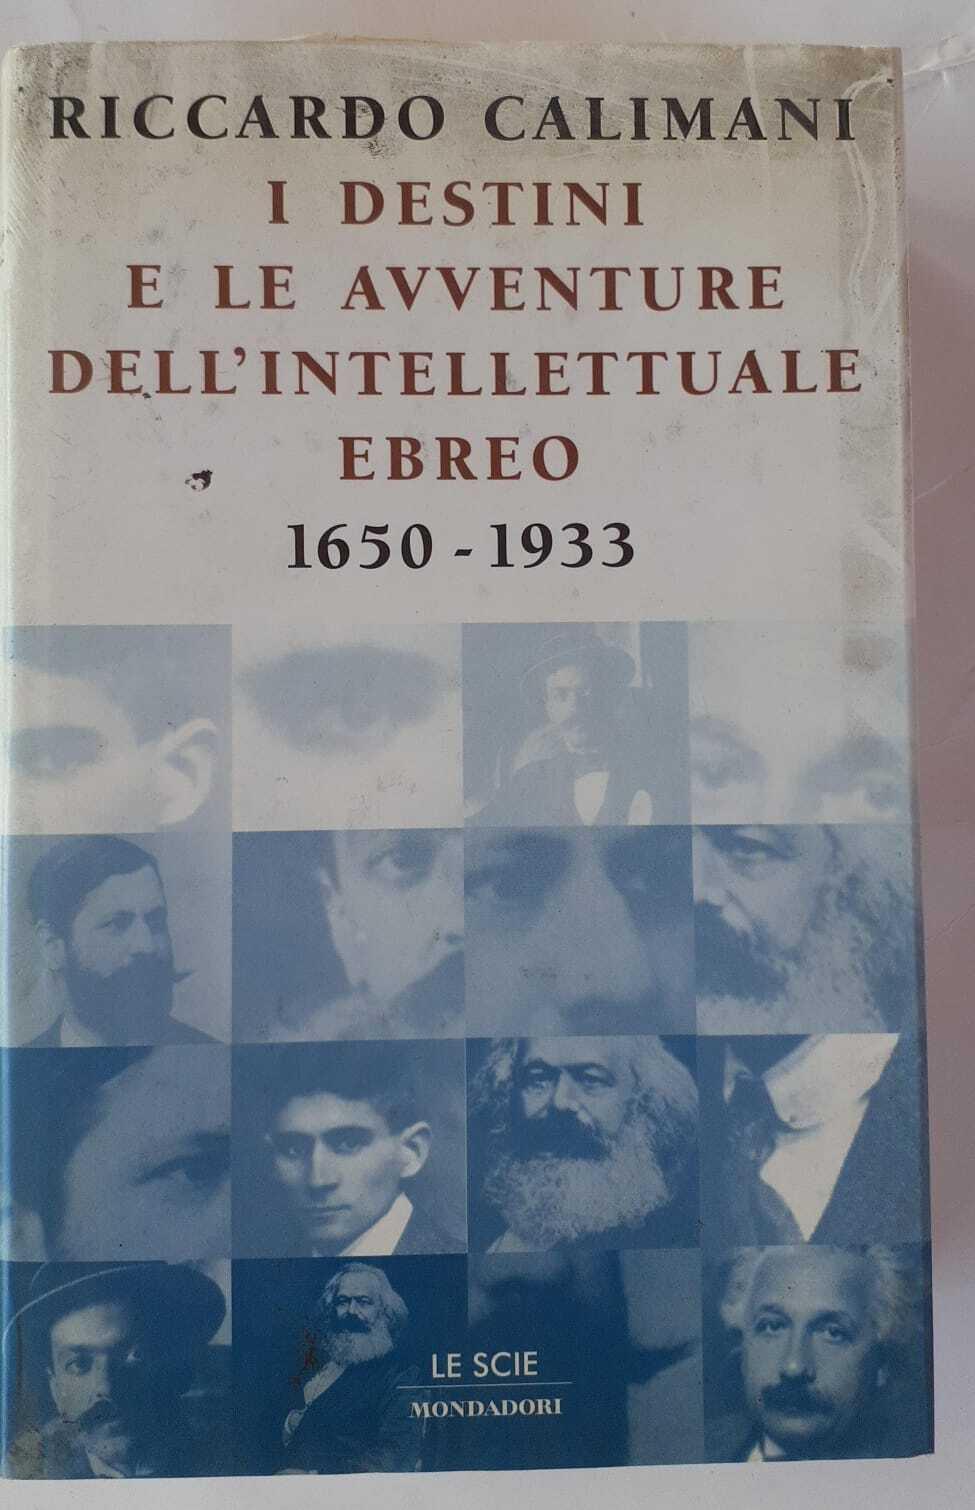 RICCARDO CALIMANI
I DESTINI
E LE AVVENTURE
DELL'INTELLETTUALE
EBREO
1650 - 1933
LE SCIE
MONDADORI